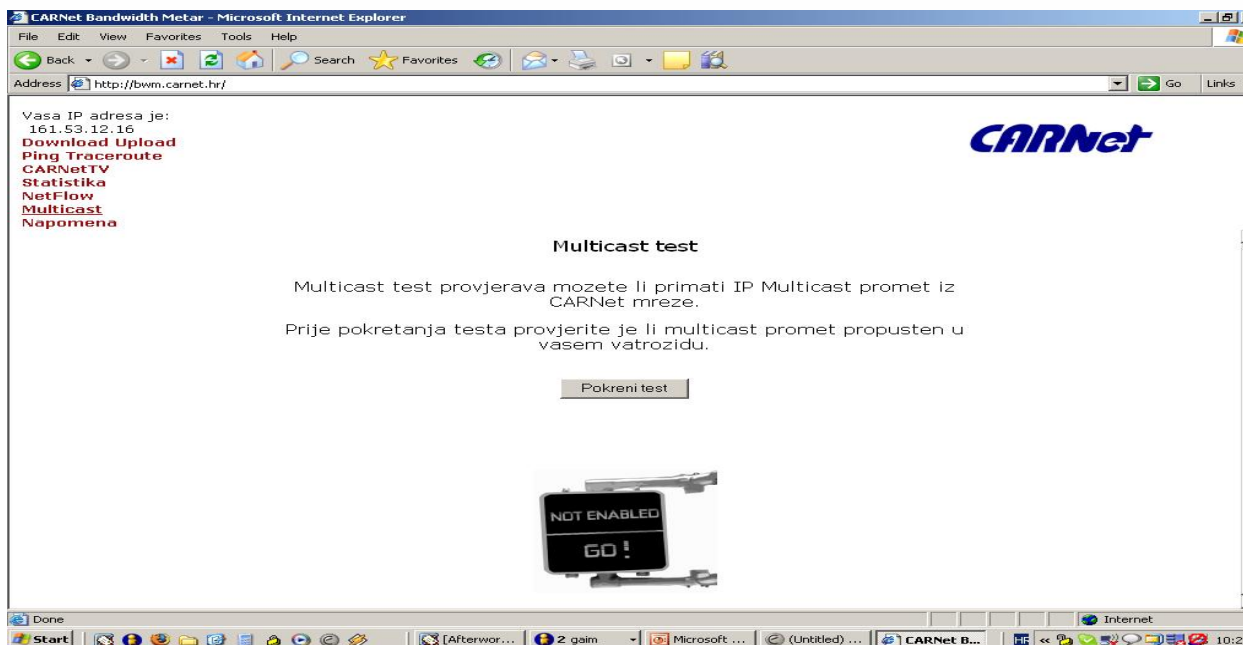 CARNet Bandwidth Metar - Microsoft Internet Explorer
File Edit View Favorites Tools Help
Back Search Favorites
Address http://bwm.carnet.hr/ Go Links
Vasa IP adresa je:
161.53.12.16
Download Upload
Ping Traceroute
CARNetTV
Statistika
NetFlow
Multicast
Napomena
CARNet
Multicast test
Multicast test provjerava mozete li primati IP Multicast promet iz
CARNet mreze.
Prije pokretanja testa provjerite je li multicast promet propusten u
vasem vatrozidu.
Pokreni test
NOT ENABLED
GO!
Done Internet
Start [Afterwor... 2 gaim Microsoft ... (Untitled) ... CARNet B... HR « 10:2